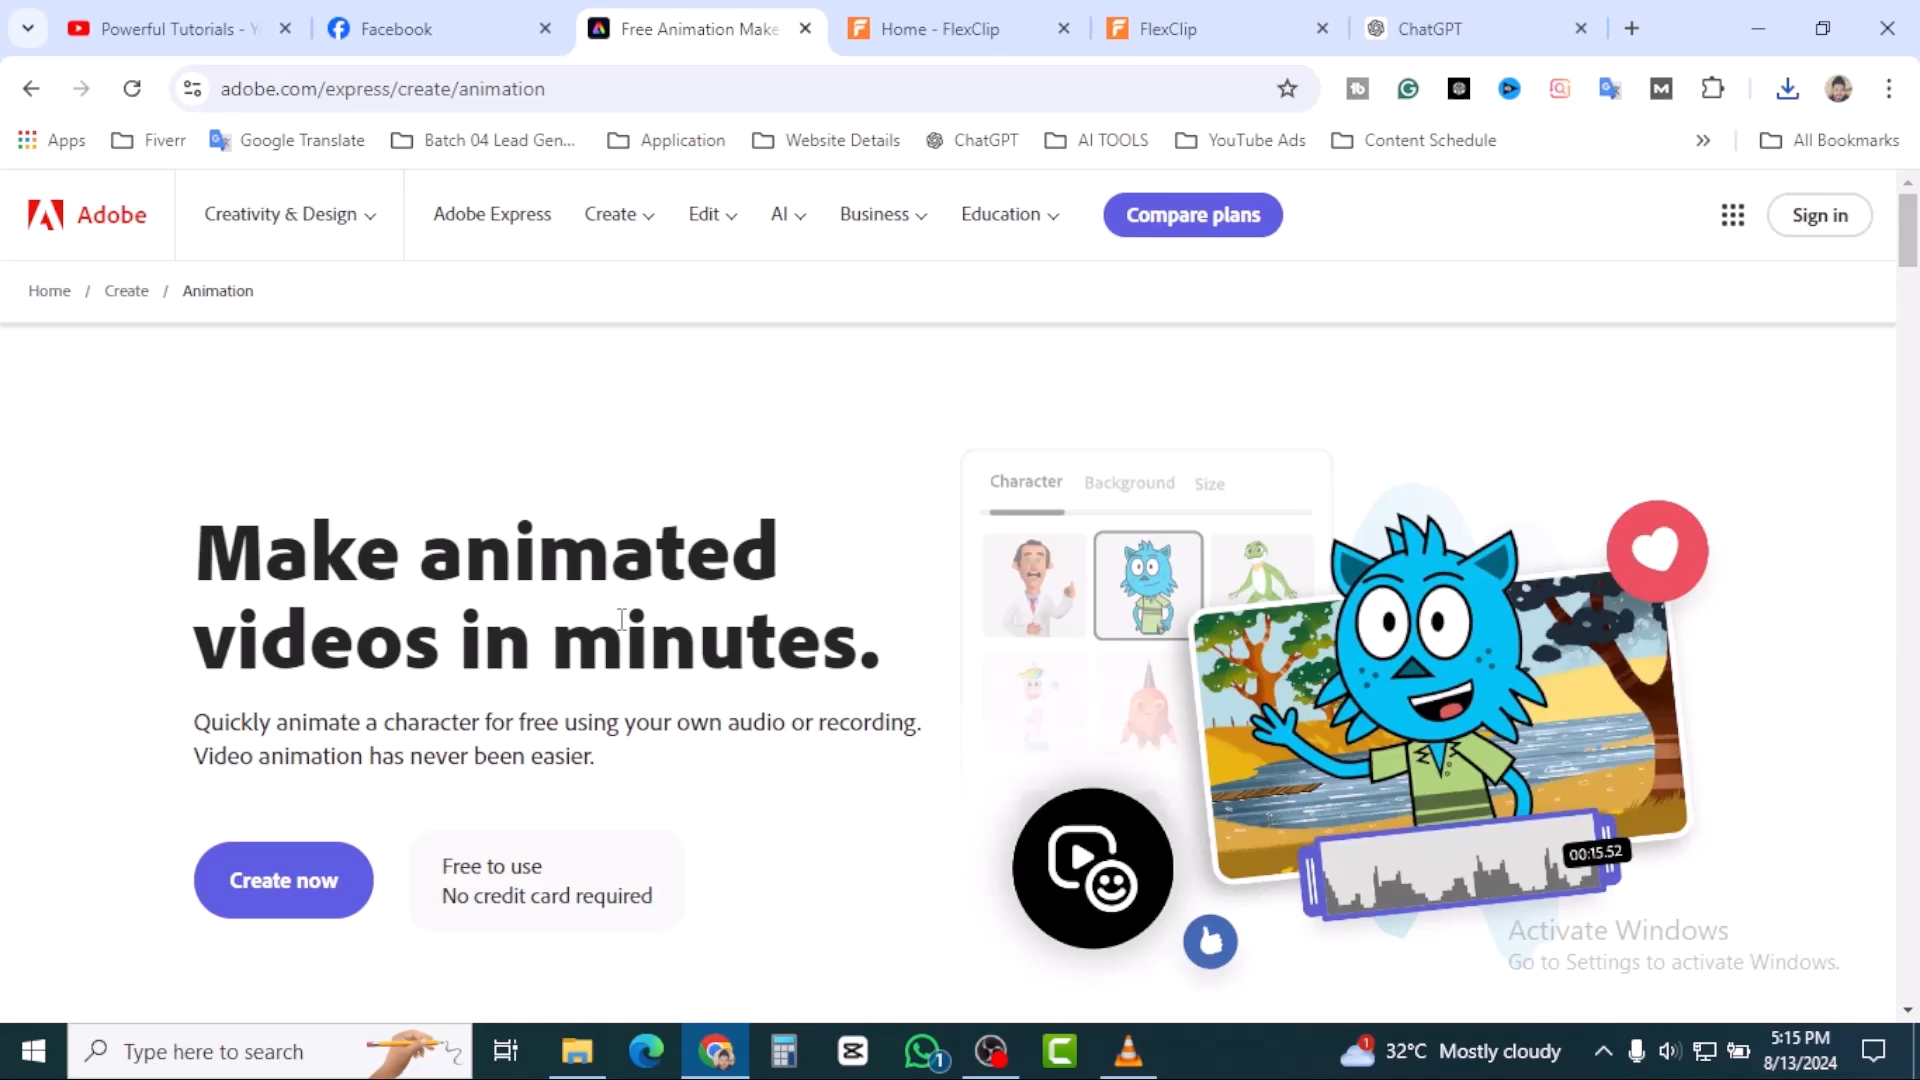 Powerful Tutorials - Y
Facebook
Free Animation Make
Home - FlexClip
FlexClip
ChatGPT
adobe.com/express/create/animation
Apps
Fiverr
Google Translate
Batch 04 Lead Gen...
Application
Website Details
ChatGPT
AI TOOLS
YouTube Ads
Content Schedule
All Bookmarks
Adobe
Creativity & Design
Adobe Express
Create
Edit
AI
Business
Education
Compare plans
Sign in
Home / Create / Animation
Character
Background
Size
Make animated
videos in minutes.
Quickly animate a character for free using your own audio or recording.
Video animation has never been easier.
Create now
Free to use
No credit card required
00:15.52
Activate Windows
Go to Settings to activate Windows.
Type here to search
1
1
32°C Mostly cloudy
5:15 PM
8/13/2024